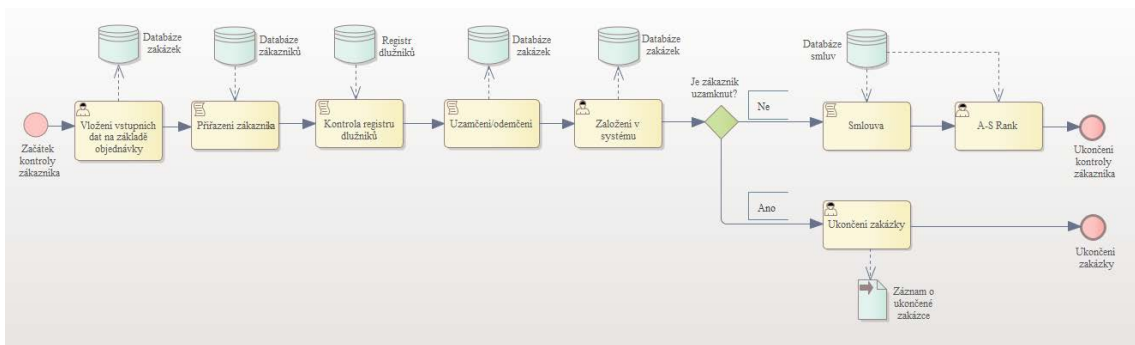 Databáze
zakázek
Databáze
zákazníků
Registr
dlužníků
Databáze
zakázek
Databáze
zakázek
Databáze
smluv
Je zákazník
uzamknut?
Ne
Vložení vstupních
dat na základě
objednávky
Přiřazení zákazníka
Kontrola registru
dlužníků
Uzamčení/odemčení
Založení v
systému
Smlouva
A-S Rank
Začátek
kontroly
zákazníka
Ukončení
kontroly
zákazníka
Ano
Ukončení zakázky
Ukončení
zakázky
Záznam o
ukončené
zakázce